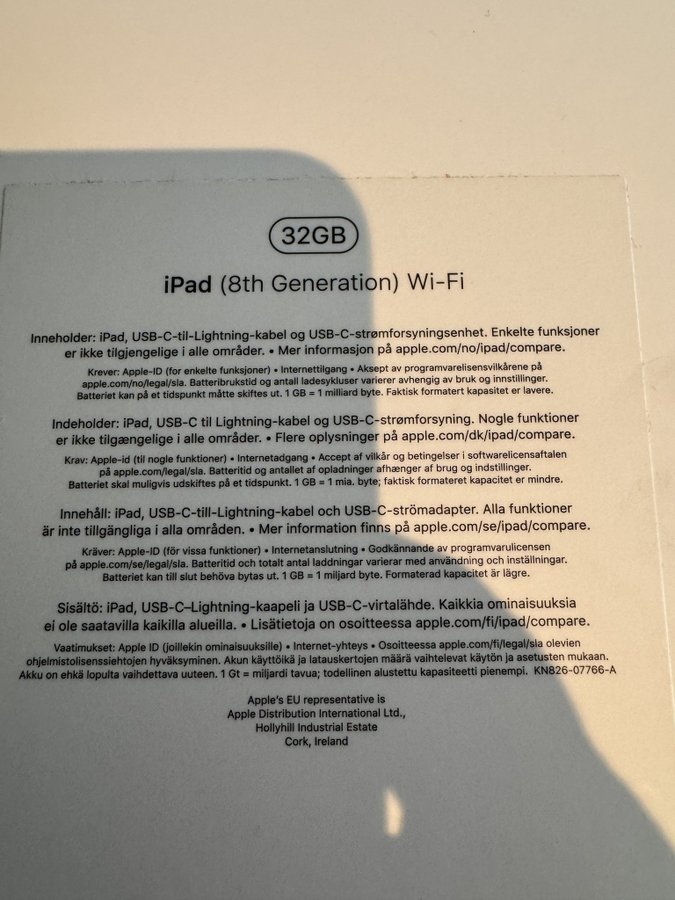 32GB
iPad (8th Generation) Wi-Fi
Inneholder: iPad, USB-C-til-Lightning-kabel og USB-C-strømforsyningsenhet. Enkelte funksjoner
er ikke tilgjengelige i alle områder. • Mer informasjon på apple.com/no/ipad/compare.
Krever: Apple-ID (for enkelte funksjoner) • Internettilgang • Aksept av programvarelisensvilkårene på
apple.com/no/legal/sla. Batteribrukstid og antall ladesykluser varierer avhengig av bruk og innstillinger.
Batteriet kan på et tidspunkt måtte skiftes ut. 1 GB = 1 milliard byte. Faktisk formatert kapasitet er lavere.
Indeholder: iPad, USB-C til Lightning-kabel og USB-C-strømforsyning. Nogle funktioner
er ikke tilgængelige i alle områder. • Flere oplysninger på apple.com/dk/ipad/compare.
Krav: Apple-id (til nogle funktioner) • Internetadgang • Accept af vilkår og betingelser i softwarelicensaftalen
på apple.com/legal/sla. Batteritid og antallet af opladninger afhænger af brug og indstillinger.
Batteriet skal muligvis udskiftes på et tidspunkt. 1 GB = 1 mia. byte; faktisk formateret kapacitet er mindre.
Innehåll: iPad, USB-C-till-Lightning-kabel och USB-C-strömadapter. Alla funktioner
är inte tillgängliga i alla områden. • Mer information finns på apple.com/se/ipad/compare.
Kräver: Apple-ID (för vissa funktioner) • Internetanslutning • Godkännande av programvarulicensen
på apple.com/se/legal/sla. Batteritid och totalt antal laddningar varierar med användning och inställningar.
Batteriet kan till slut behöva bytas ut. 1 GB = 1 miljard byte. Formaterad kapacitet är lägre.
Sisältö: iPad, USB-C–Lightning-kaapeli ja USB-C-virtalähde. Kaikkia ominaisuuksia
ei ole saatavilla kaikilla alueilla. • Lisätietoja on osoitteessa apple.com/fi/ipad/compare.
Vaatimukset: Apple ID (joillekin ominaisuuksille) • Internet-yhteys • Osoitteessa apple.com/fi/legal/sla olevien
ohjelmistolisenssiehtojen hyväksyminen. Akun käyttöikä ja latauskertojen määrä vaihtelevat käytön ja asetusten mukaan.
Akku on ehkä lopulta vaihdettava uuteen. 1 Gt = miljardi tavua; todellinen alustettu kapasiteetti pienempi. KN826-07766-A
Apple's EU representative is
Apple Distribution International Ltd.,
Hollyhill Industrial Estate
Cork, Ireland